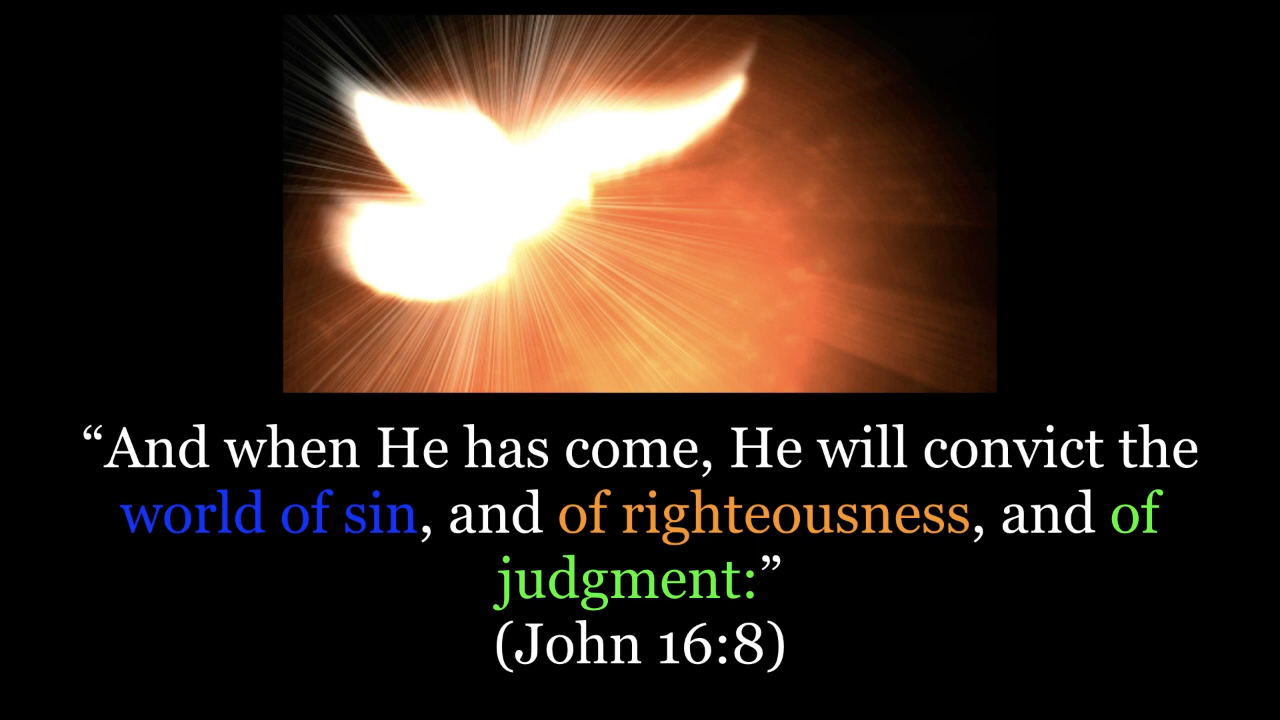 “And when He has come, He will convict the
world of sin, and of righteousness, and of
judgment:”
(John 16:8)